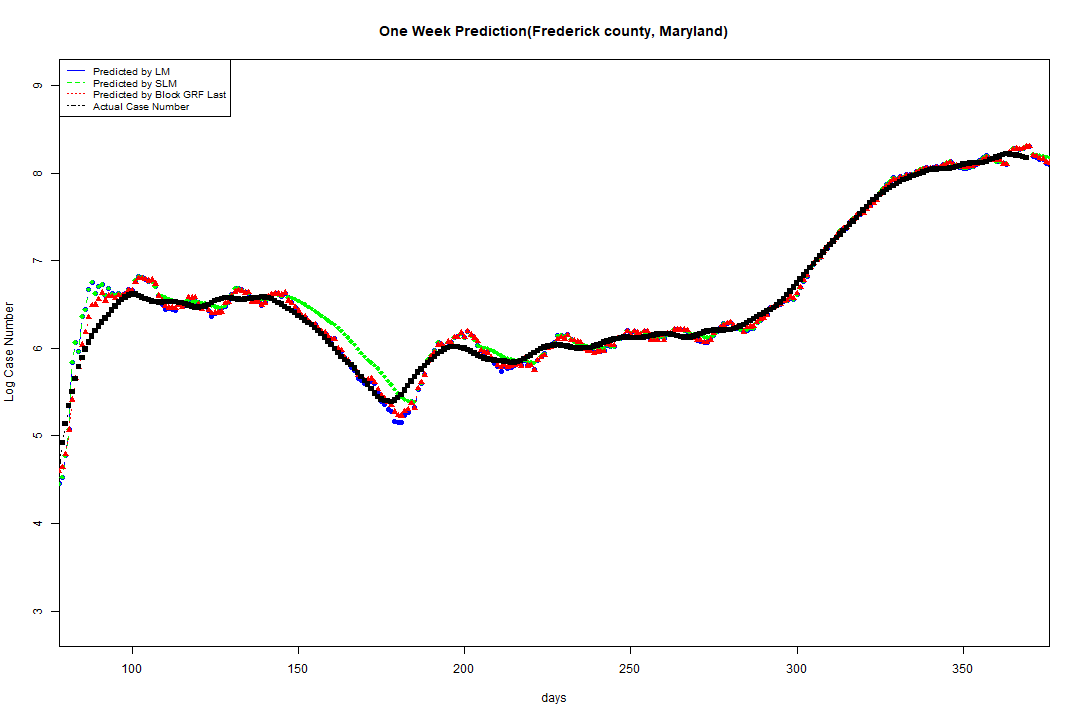 One Week Prediction(Frederick county, Maryland)
Predicted by LM
Predicted by SLM
Predicted by Block GRF Last
Actual Case Number
9
8
7
6
5
4
3
Log Case Number
100 150 200 250 300 350
days